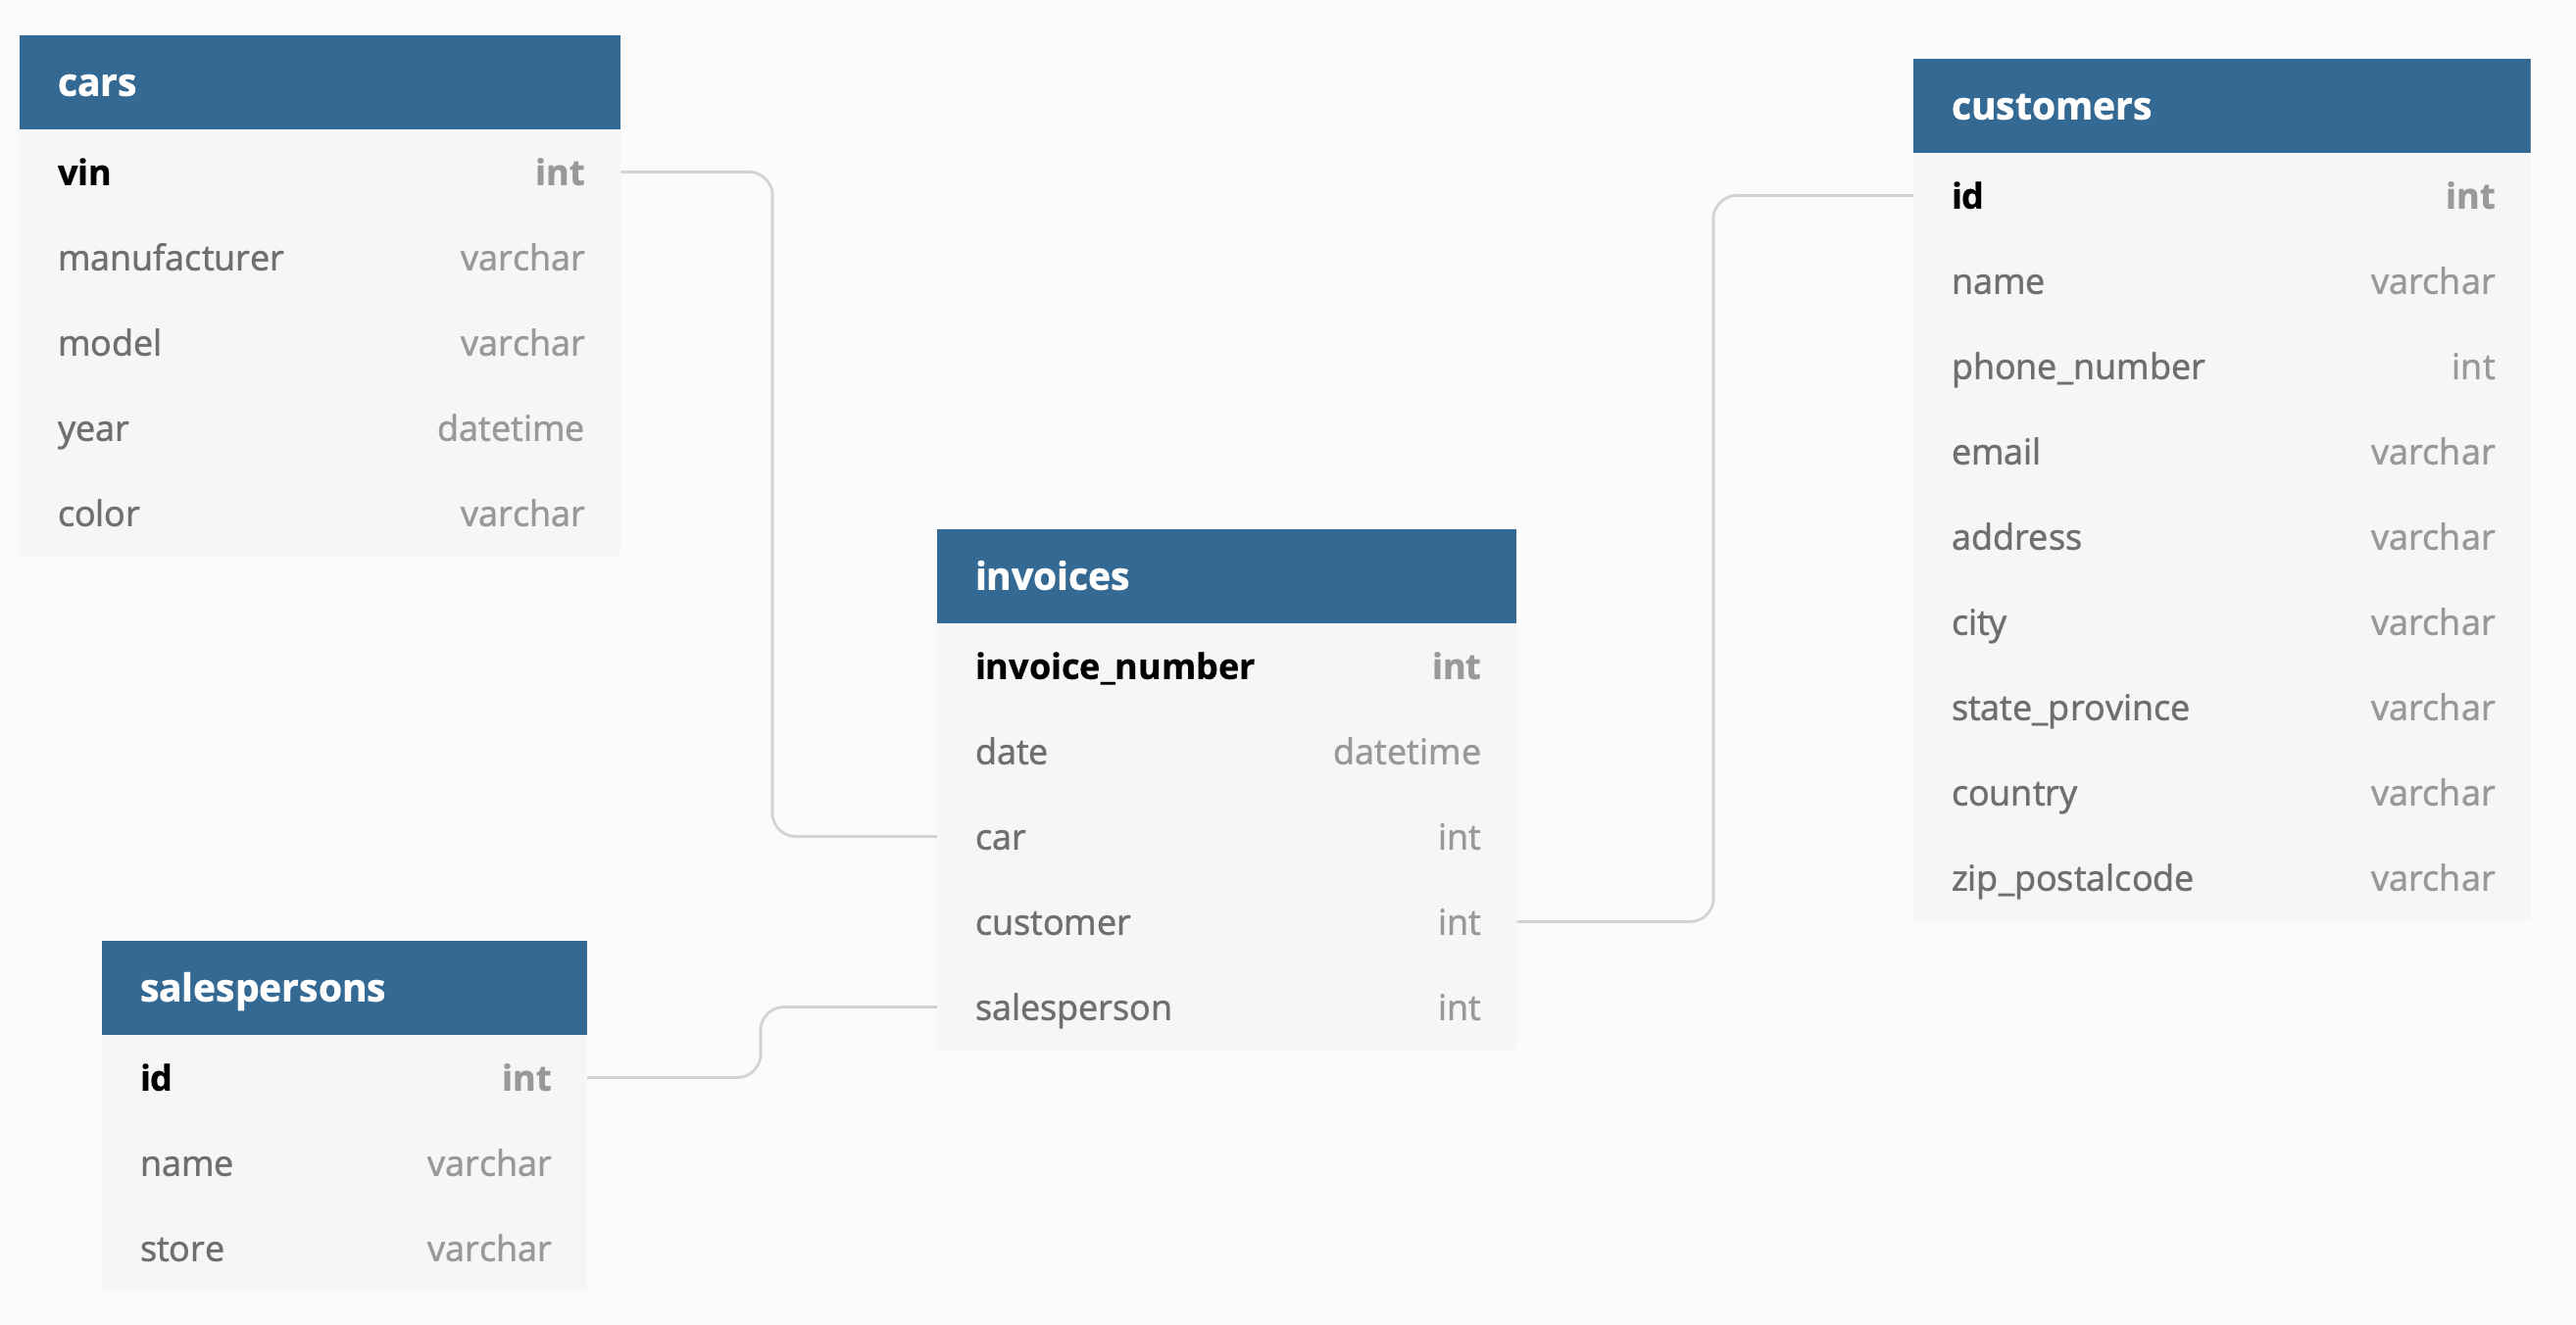 cars
vin int
manufacturer varchar
model varchar
year datetime
color varchar
customers
id int
name varchar
phone_number int
email varchar
address varchar
city varchar
state_province varchar
country varchar
zip_postalcode varchar
invoices
invoice_number int
date datetime
car int
customer int
salesperson int
salespersons
id int
name varchar
store varchar